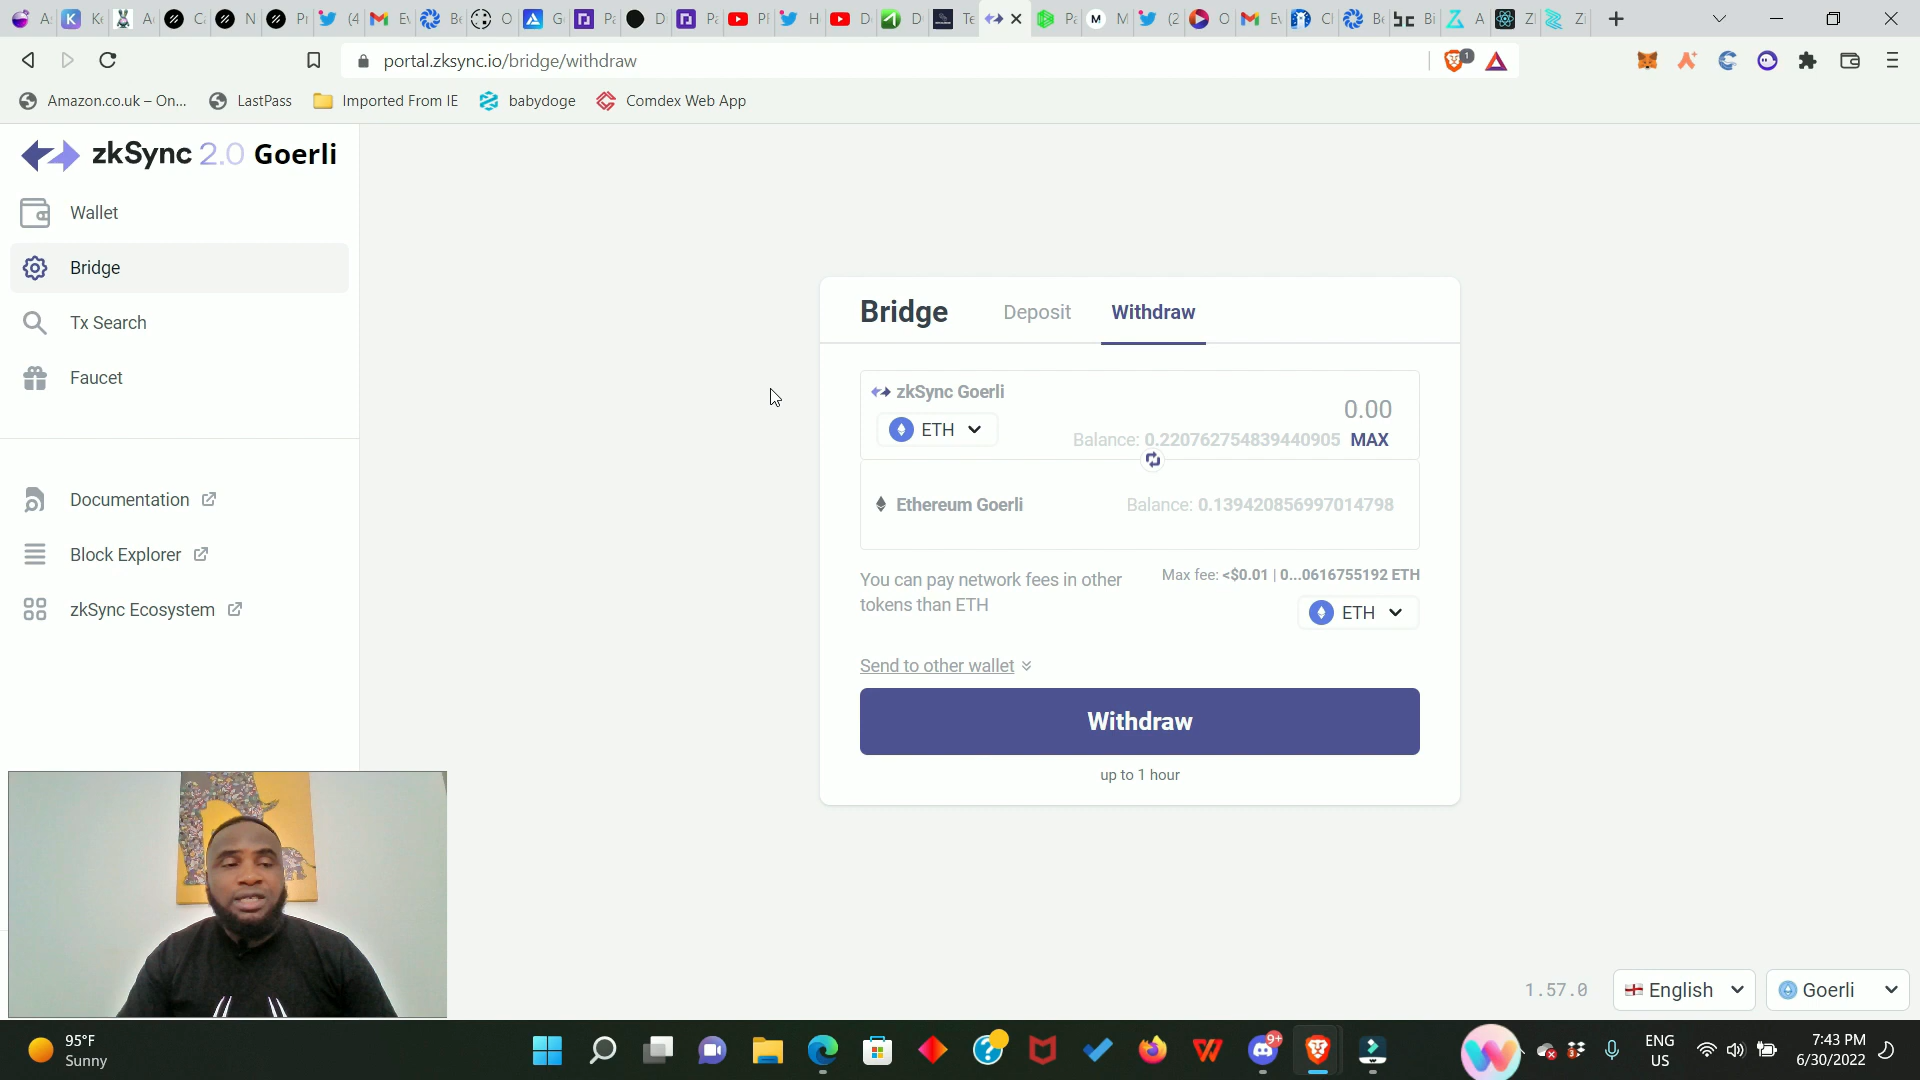 portal.zksync.io/bridge/withdraw
1
Amazon.co.uk – On...
LastPass
Imported From IE
babydoge
Comdex Web App
zkSync 2.0 Goerli
Wallet
Bridge
Tx Search
Faucet
Documentation
Block Explorer
zkSync Ecosystem
Bridge Deposit Withdraw
zkSync Goerli
0.00
ETH
Balance: 0.220762754839440905 MAX
Ethereum Goerli Balance: 0.139420856997014798
You can pay network fees in other
tokens than ETH
Max fee: <$0.01 | 0...0616755192 ETH
ETH
Send to other wallet
Withdraw
up to 1 hour
1.57.0
English
Goerli
95°F
Sunny
9+
ENG
US
7:43 PM
6/30/2022